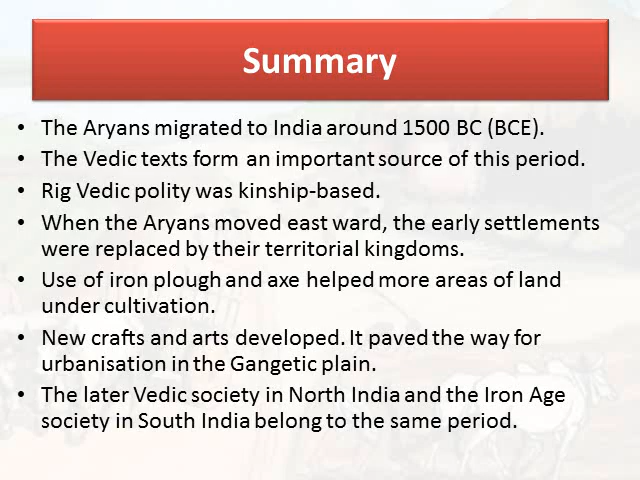 Summary
• The Aryans migrated to India around 1500 BC (BCE).
• The Vedic texts form an important source of this period.
• Rig Vedic polity was kinship-based.
• When the Aryans moved east ward, the early settlements
were replaced by their territorial kingdoms.
• Use of iron plough and axe helped more areas of land
under cultivation.
• New crafts and arts developed. It paved the way for
urbanisation in the Gangetic plain.
• The later Vedic society in North India and the Iron Age
society in South India belong to the same period.